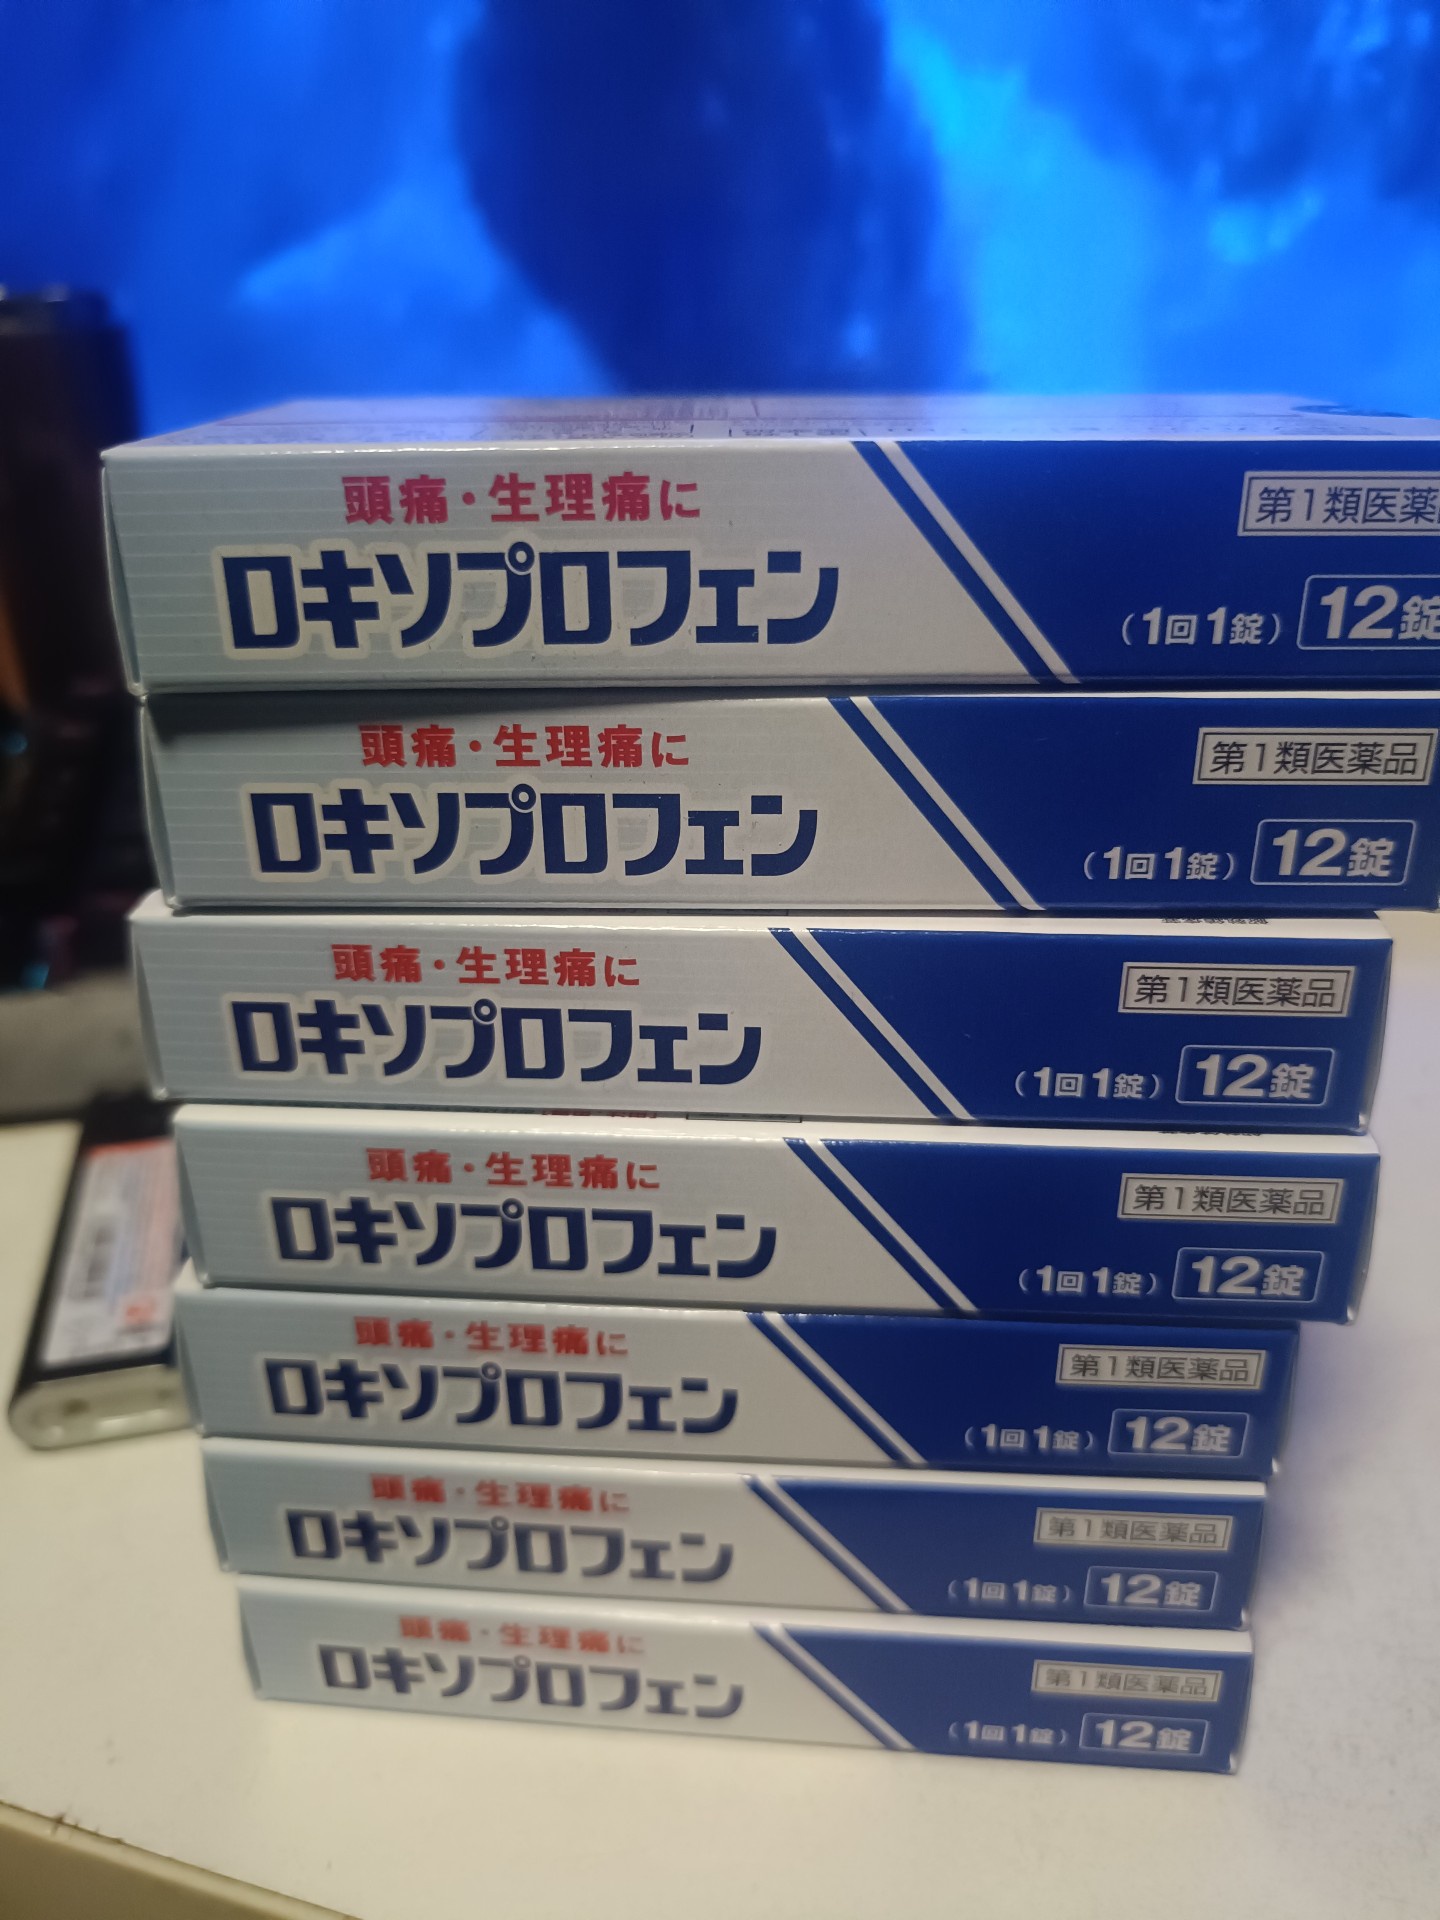 頭痛・生理痛に
ロキソプロフェン
第1類医薬品
(1回1錠) 12錠
頭痛・生理痛に
ロキソプロフェン
第1類医薬品
(1回1錠) 12錠
頭痛・生理痛に
ロキソプロフェン
第1類医薬品
(1回1錠) 12錠
頭痛・生理痛に
ロキソプロフェン
第1類医薬品
(1回1錠) 12錠
頭痛・生理痛に
ロキソプロフェン
第1類医薬品
(1回1錠) 12錠
頭痛・生理痛に
ロキソプロフェン
第1類医薬品
(1回1錠) 12錠
頭痛・生理痛に
ロキソプロフェン
第1類医薬品
(1回1錠) 12錠